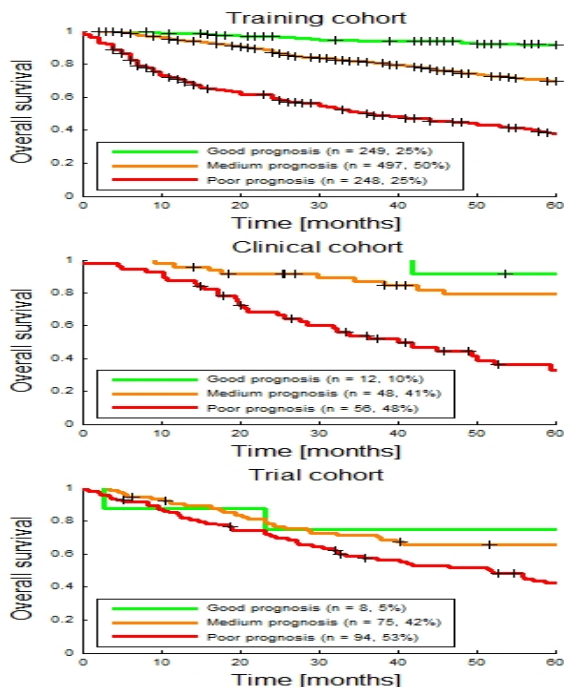 Training cohort
Overall survival
1
0.8
0.6
0.4
0.2
0
Good prognosis (n = 249, 25%)
Medium prognosis (n = 497, 50%)
Poor prognosis (n = 248, 25%)
0 10 20 30 40 50 60
Time [months]
Clinical cohort
Overall survival
1
0.8
0.6
0.4
0.2
0
Good prognosis (n = 12, 10%)
Medium prognosis (n = 48, 41%)
Poor prognosis (n = 56, 48%)
0 10 20 30 40 50 60
Time [months]
Trial cohort
Overall survival
1
0.8
0.6
0.4
0.2
0
Good prognosis (n = 8, 5%)
Medium prognosis (n = 75, 42%)
Poor prognosis (n = 94, 53%)
0 10 20 30 40 50 60
Time [months]